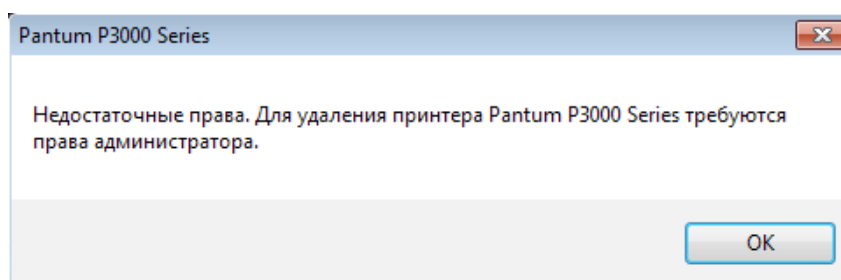 Pantum P3000 Series
Недостаточные права. Для удаления принтера Pantum P3000 Series требуются
права администратора.
OK